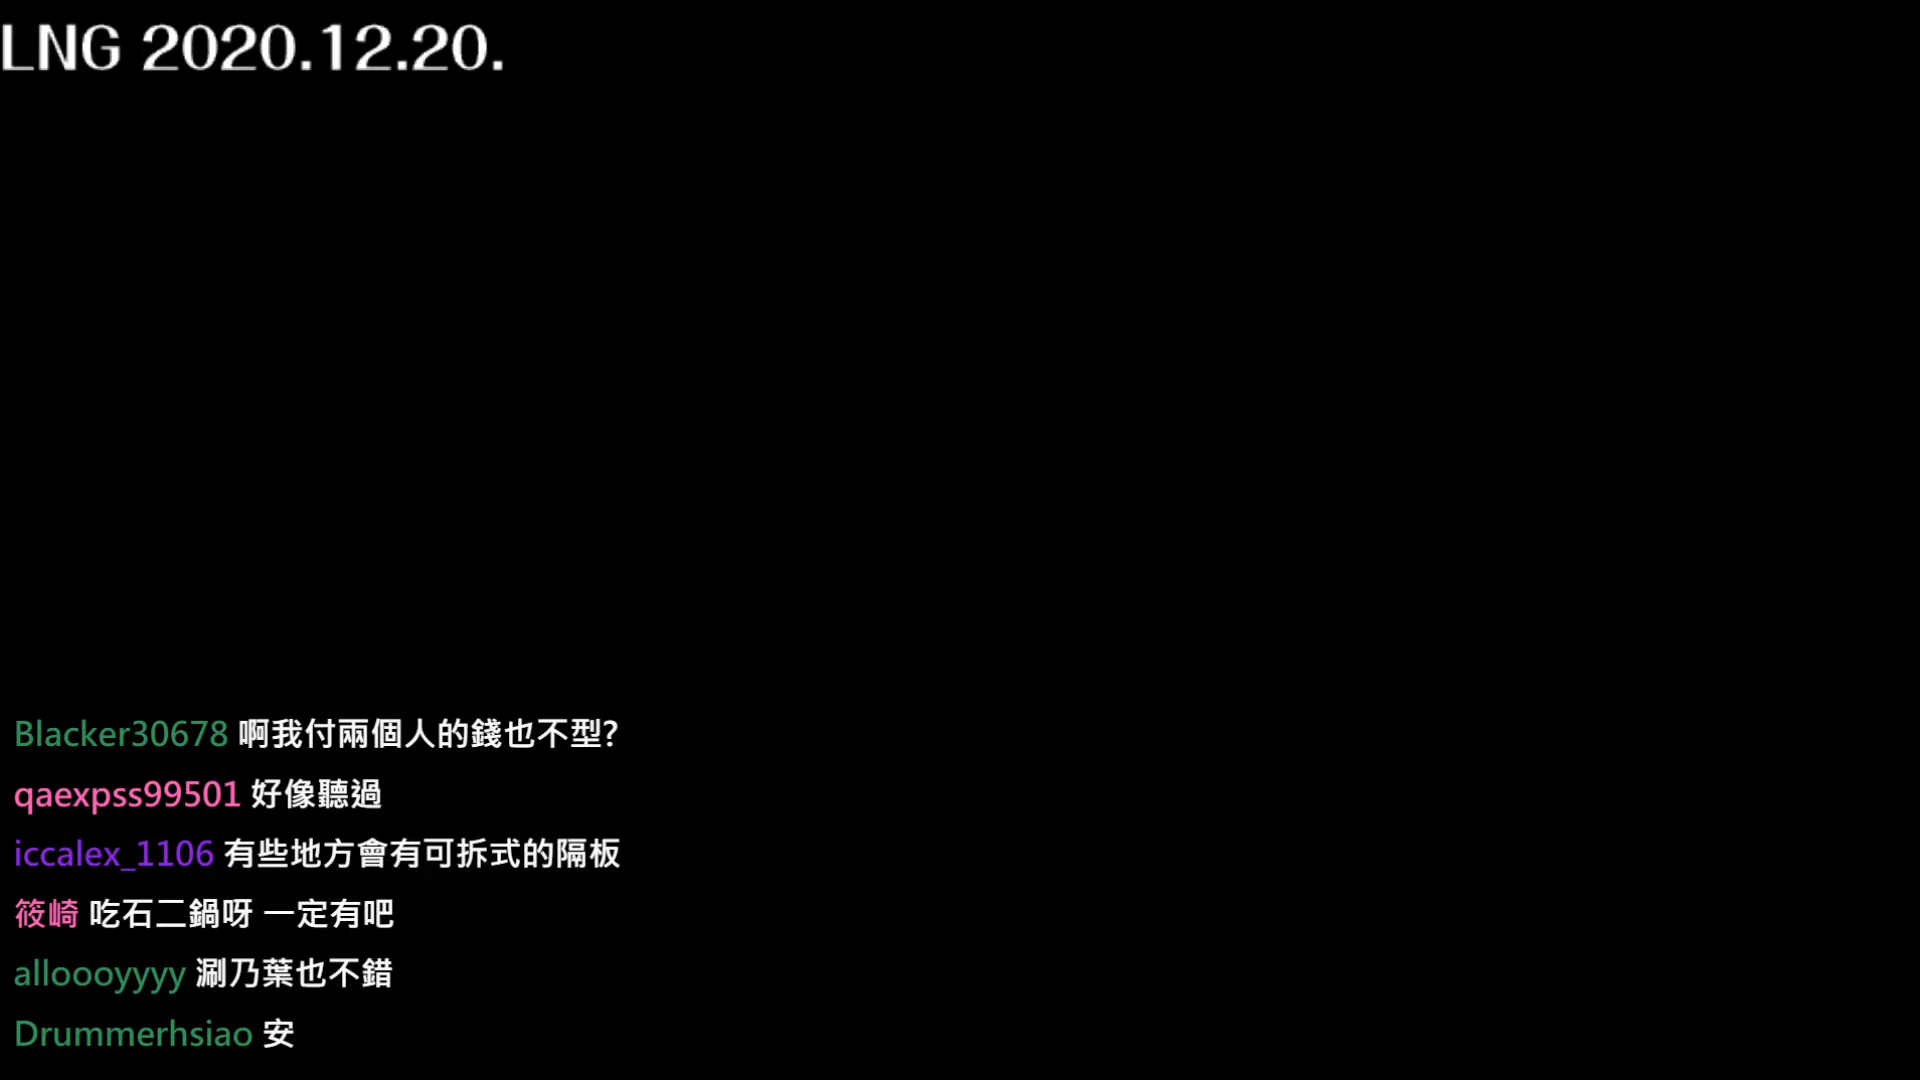 LNG 2020.12.20.
Blacker30678 啊我付兩個人的錢也不型?
qaexpss99501 好像聽過
iccalex_1106 有些地方會有可拆式的隔板
筱崎 吃石二鍋呀 一定有吧
alloooyyyy 涮乃葉也不錯
Drummerhsiao 安